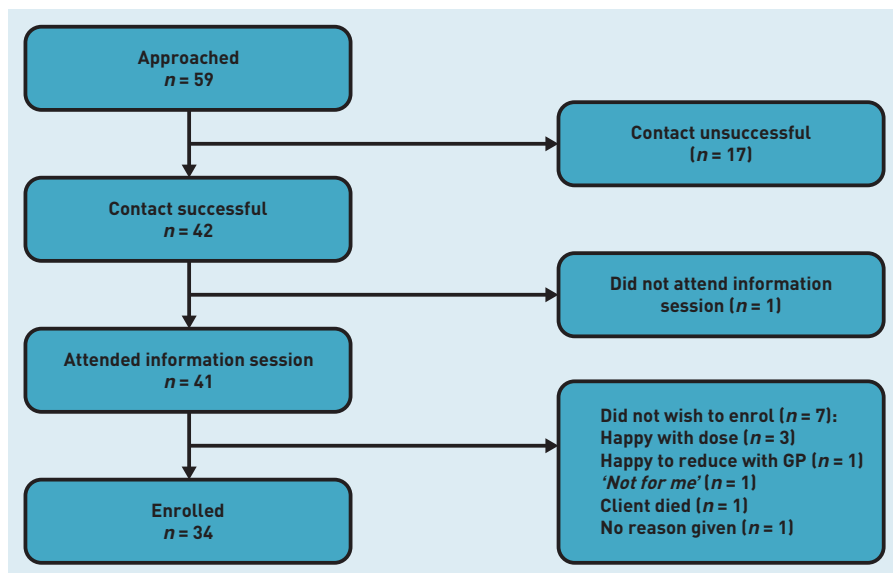 Approached
n = 59
Contact unsuccessful
(n = 17)
Contact successful
n = 42
Did not attend information
session (n = 1)
Attended information session
n = 41
Did not wish to enrol (n = 7):
Happy with dose (n = 3)
Happy to reduce with GP (n = 1)
‘Not for me’ (n = 1)
Client died (n = 1)
No reason given (n = 1)
Enrolled
n = 34